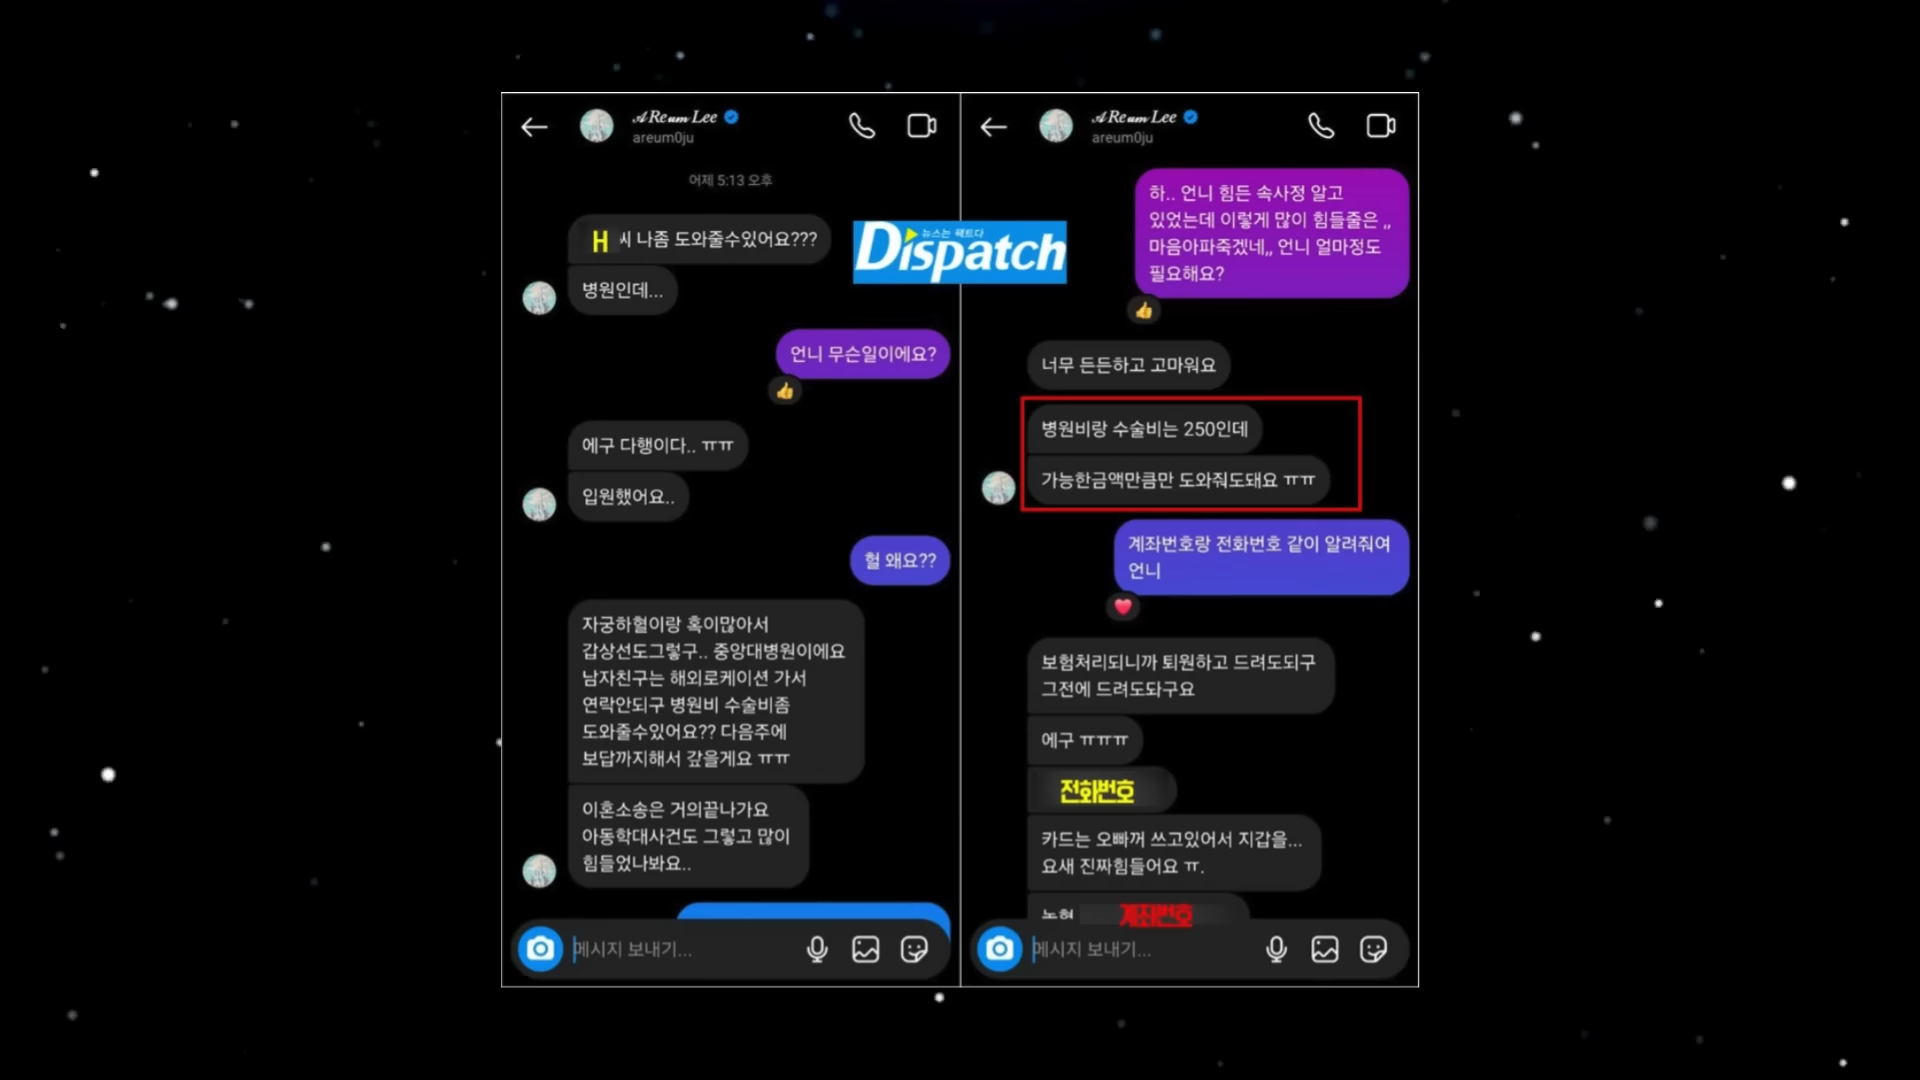 A Reum Lee
areum0ju
어제 5:13 오후
H 씨 나좀 도와줄수있어요???
병원인데...
언니 무슨일이에요?
에구 다행이다.. ㅠㅠ
입원했어요..
헐 왜요??
자궁하혈이랑 혹이많아서
갑상선도그렇구.. 중앙대병원이에요
남자친구는 해외로케이션 가서
연락안되구 병원비 수술비좀
도와줄수있어요?? 다음주에
보답까지해서 갚을게요 ㅠㅠ
이혼소송은 거의끝나가요
아동학대사건도 그렇고 많이
힘들었나봐요..
메시지 보내기...
뉴스는 팩트다
Dispatch
A Reum Lee
areum0ju
하.. 언니 힘든 속사정 알고
있었는데 이렇게 많이 힘들줄은 ,,
마음아파죽겠네,, 언니 얼마정도
필요해요?
너무 든든하고 고마워요
병원비랑 수술비는 250인데
가능한금액만큼만 도와줘도돼요 ㅠㅠ
계좌번호랑 전화번호 같이 알려줘여
언니
보험처리되니까 퇴원하고 드려도되구
그전에 드려도돠구요
에구 ㅠㅠㅠ
전화번호
카드는 오빠꺼 쓰고있어서 지갑을...
요새 진짜힘들어요 ㅠ.
농협 계좌번호
메시지 보내기...